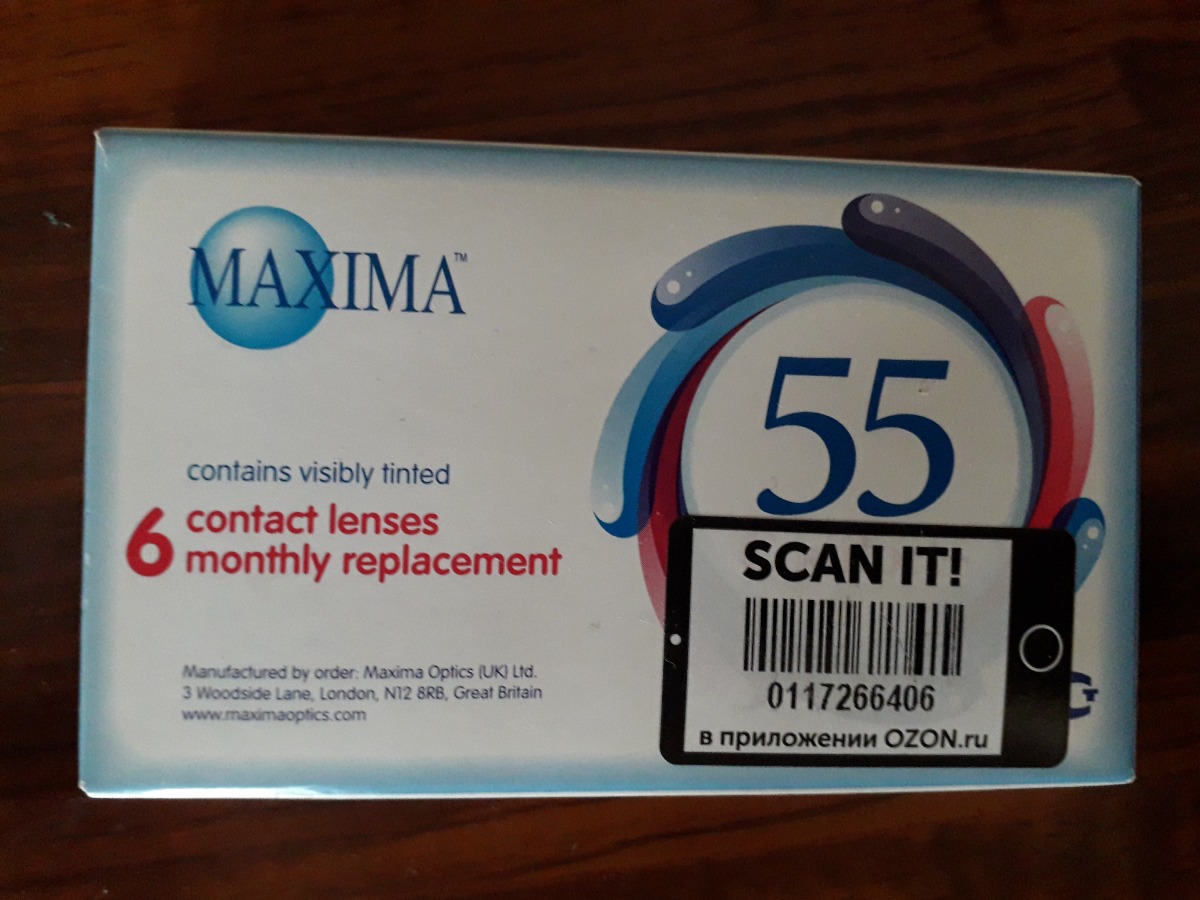 MAXIMA™
55
contains visibly tinted
6 contact lenses
monthly replacement
Manufactured by order: Maxima Optics (UK) Ltd.
3 Woodside Lane, London, N12 8RB, Great Britain
www.maximaoptics.com
SCAN IT!
0117266406
в приложении OZON.ru